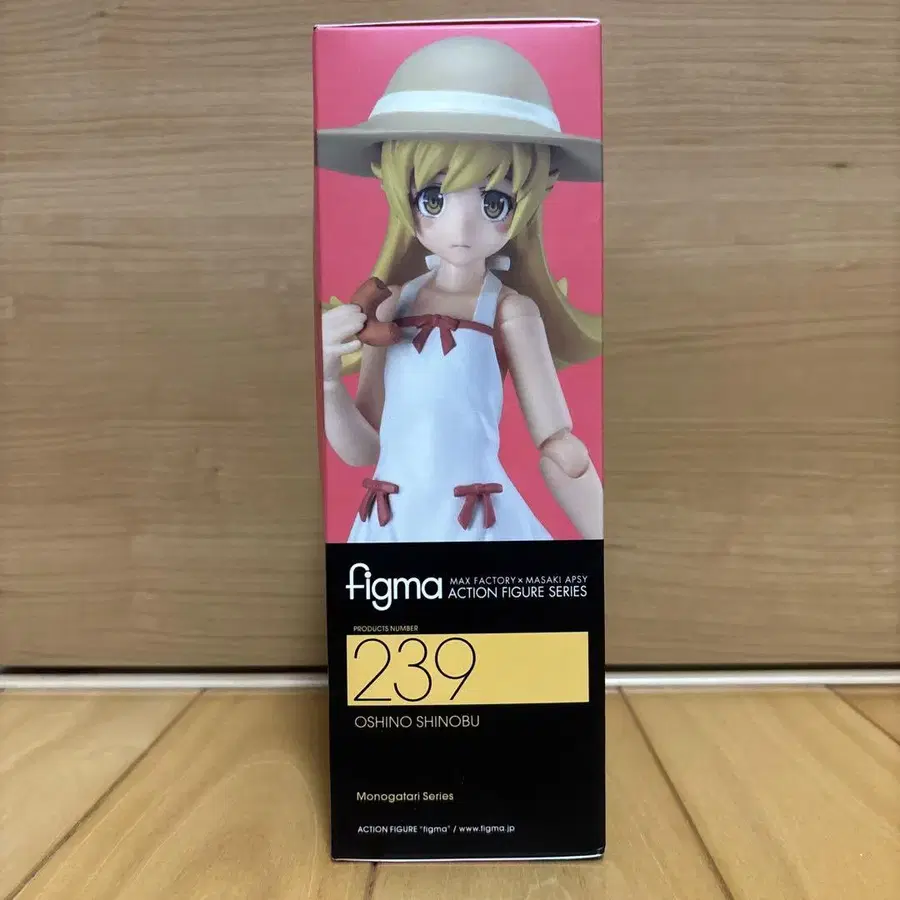 figma MAX FACTORY × MASAKI APSY
ACTION FIGURE SERIES
PRODUCTS NUMBER
239
OSHINO SHINOBU
Monogatari Series
ACTION FIGURE "figma" / www.figma.jp